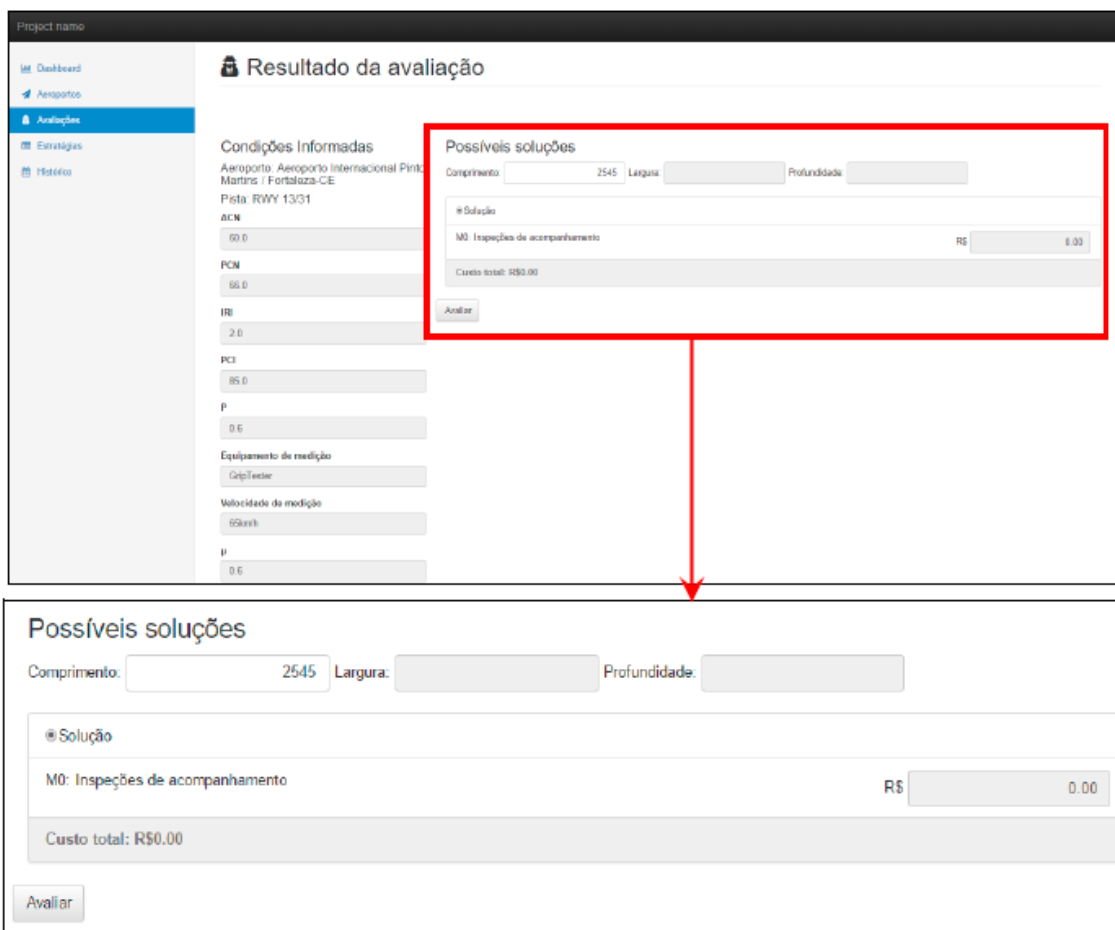 Project name
Dashboard
Aeroportos
Avaliações
Estratégias
Histórico
Resultado da avaliação
Condições Informadas
Aeroporto: Aeroporto Internacional Pinto
Martins / Fortaleza-CE
Pista: RWY 13/31
ACN
60.0
PCN
66.0
IRI
2.0
PCI
85.0
P
0.6
Equipamento de medição
GripTester
Velocidade de medição
65km/h
μ
0.6
Possíveis soluções
Comprimento: 2545 Largura: Profundidade:
Solução
M0: Inspeções de acompanhamento R$ 0.00
Custo total: R$0.00
Avaliar
Possíveis soluções
Comprimento: 2545 Largura: Profundidade:
Solução
M0: Inspeções de acompanhamento R$ 0.00
Custo total: R$0.00
Avaliar